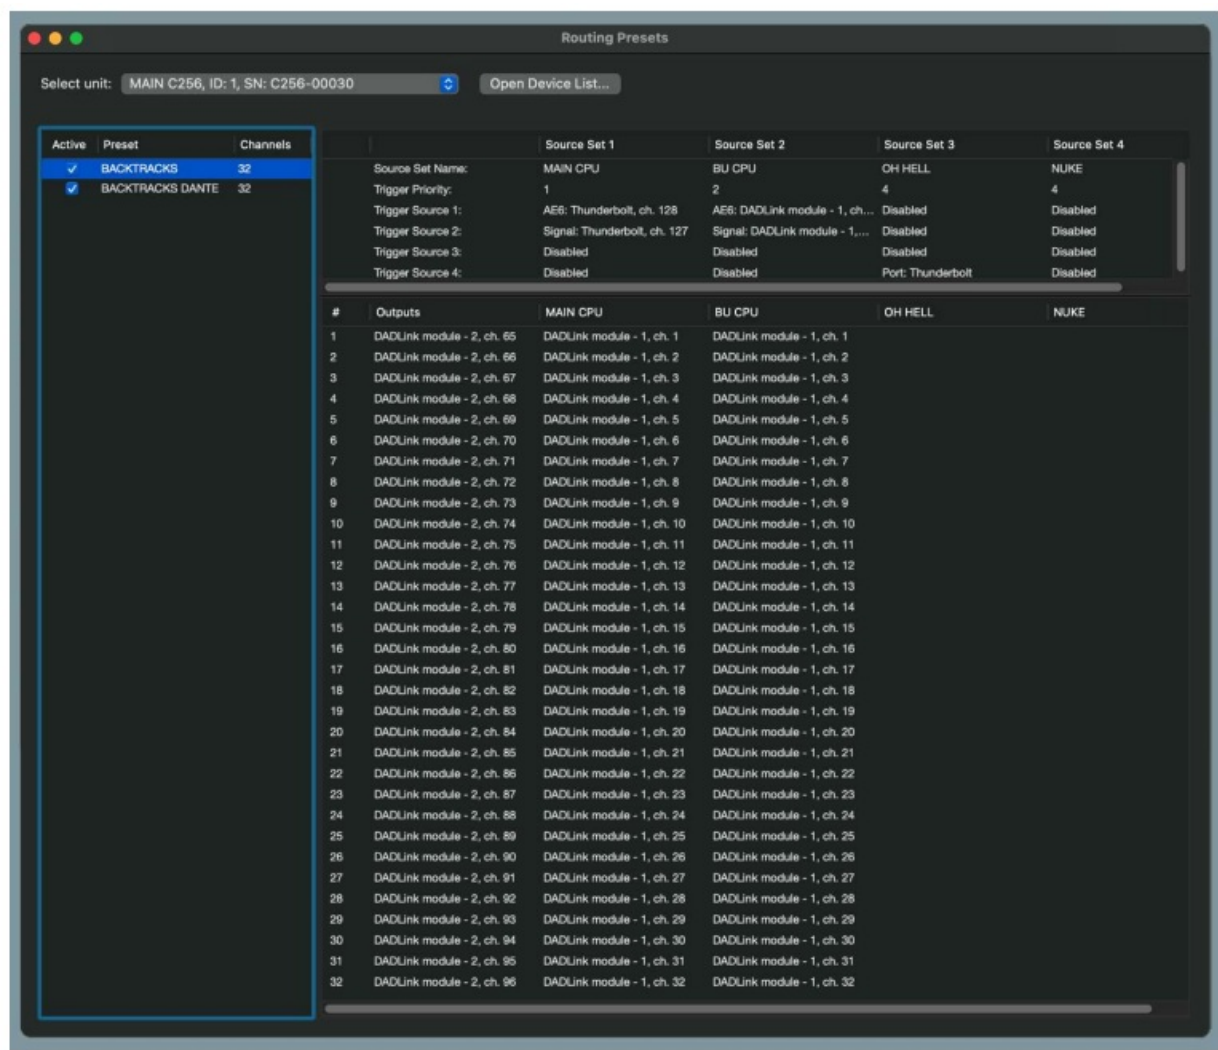 Routing Presets
Select unit: MAIN C256, ID: 1, SN: C256-00030 Open Device List...
Active Preset Channels
BACKTRACKS 32
BACKTRACKS DANTE 32
Source Set 1 Source Set 2 Source Set 3 Source Set 4
Source Set Name: MAIN CPU BU CPU OH HELL NUKE
Trigger Priority: 1 2 4 4
Trigger Source 1: AE6: Thunderbolt, ch. 128 AE6: DADLink module - 1, ch... Disabled Disabled
Trigger Source 2: Signal: Thunderbolt, ch. 127 Signal: DADLink module - 1,... Disabled Disabled
Trigger Source 3: Disabled Disabled Disabled Disabled
Trigger Source 4: Disabled Disabled Port: Thunderbolt Disabled
# Outputs MAIN CPU BU CPU OH HELL NUKE
1 DADLink module - 2, ch. 65 DADLink module - 1, ch. 1 DADLink module - 1, ch. 1
2 DADLink module - 2, ch. 66 DADLink module - 1, ch. 2 DADLink module - 1, ch. 2
3 DADLink module - 2, ch. 67 DADLink module - 1, ch. 3 DADLink module - 1, ch. 3
4 DADLink module - 2, ch. 68 DADLink module - 1, ch. 4 DADLink module - 1, ch. 4
5 DADLink module - 2, ch. 69 DADLink module - 1, ch. 5 DADLink module - 1, ch. 5
6 DADLink module - 2, ch. 70 DADLink module - 1, ch. 6 DADLink module - 1, ch. 6
7 DADLink module - 2, ch. 71 DADLink module - 1, ch. 7 DADLink module - 1, ch. 7
8 DADLink module - 2, ch. 72 DADLink module - 1, ch. 8 DADLink module - 1, ch. 8
9 DADLink module - 2, ch. 73 DADLink module - 1, ch. 9 DADLink module - 1, ch. 9
10 DADLink module - 2, ch. 74 DADLink module - 1, ch. 10 DADLink module - 1, ch. 10
11 DADLink module - 2, ch. 75 DADLink module - 1, ch. 11 DADLink module - 1, ch. 11
12 DADLink module - 2, ch. 76 DADLink module - 1, ch. 12 DADLink module - 1, ch. 12
13 DADLink module - 2, ch. 77 DADLink module - 1, ch. 13 DADLink module - 1, ch. 13
14 DADLink module - 2, ch. 78 DADLink module - 1, ch. 14 DADLink module - 1, ch. 14
15 DADLink module - 2, ch. 79 DADLink module - 1, ch. 15 DADLink module - 1, ch. 15
16 DADLink module - 2, ch. 80 DADLink module - 1, ch. 16 DADLink module - 1, ch. 16
17 DADLink module - 2, ch. 81 DADLink module - 1, ch. 17 DADLink module - 1, ch. 17
18 DADLink module - 2, ch. 82 DADLink module - 1, ch. 18 DADLink module - 1, ch. 18
19 DADLink module - 2, ch. 83 DADLink module - 1, ch. 19 DADLink module - 1, ch. 19
20 DADLink module - 2, ch. 84 DADLink module - 1, ch. 20 DADLink module - 1, ch. 20
21 DADLink module - 2, ch. 85 DADLink module - 1, ch. 21 DADLink module - 1, ch. 21
22 DADLink module - 2, ch. 86 DADLink module - 1, ch. 22 DADLink module - 1, ch. 22
23 DADLink module - 2, ch. 87 DADLink module - 1, ch. 23 DADLink module - 1, ch. 23
24 DADLink module - 2, ch. 88 DADLink module - 1, ch. 24 DADLink module - 1, ch. 24
25 DADLink module - 2, ch. 89 DADLink module - 1, ch. 25 DADLink module - 1, ch. 25
26 DADLink module - 2, ch. 90 DADLink module - 1, ch. 26 DADLink module - 1, ch. 26
27 DADLink module - 2, ch. 91 DADLink module - 1, ch. 27 DADLink module - 1, ch. 27
28 DADLink module - 2, ch. 92 DADLink module - 1, ch. 28 DADLink module - 1, ch. 28
29 DADLink module - 2, ch. 93 DADLink module - 1, ch. 29 DADLink module - 1, ch. 29
30 DADLink module - 2, ch. 94 DADLink module - 1, ch. 30 DADLink module - 1, ch. 30
31 DADLink module - 2, ch. 95 DADLink module - 1, ch. 31 DADLink module - 1, ch. 31
32 DADLink module - 2, ch. 96 DADLink module - 1, ch. 32 DADLink module - 1, ch. 32